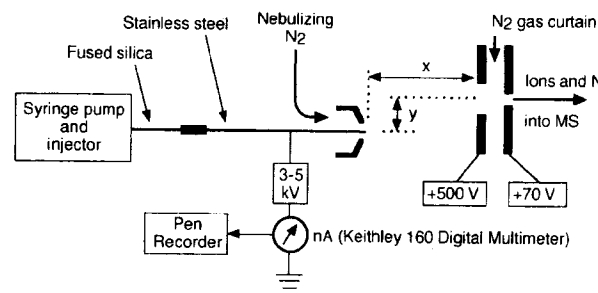 Nebulizing
N2
N2 gas curtain
Stainless steel
Fused silica
x
y
Ions and N
into MS
Syringe pump
and
injector
3-5
kV
+500 V
+70 V
Pen
Recorder
nA (Keithley 160 Digital Multimeter)